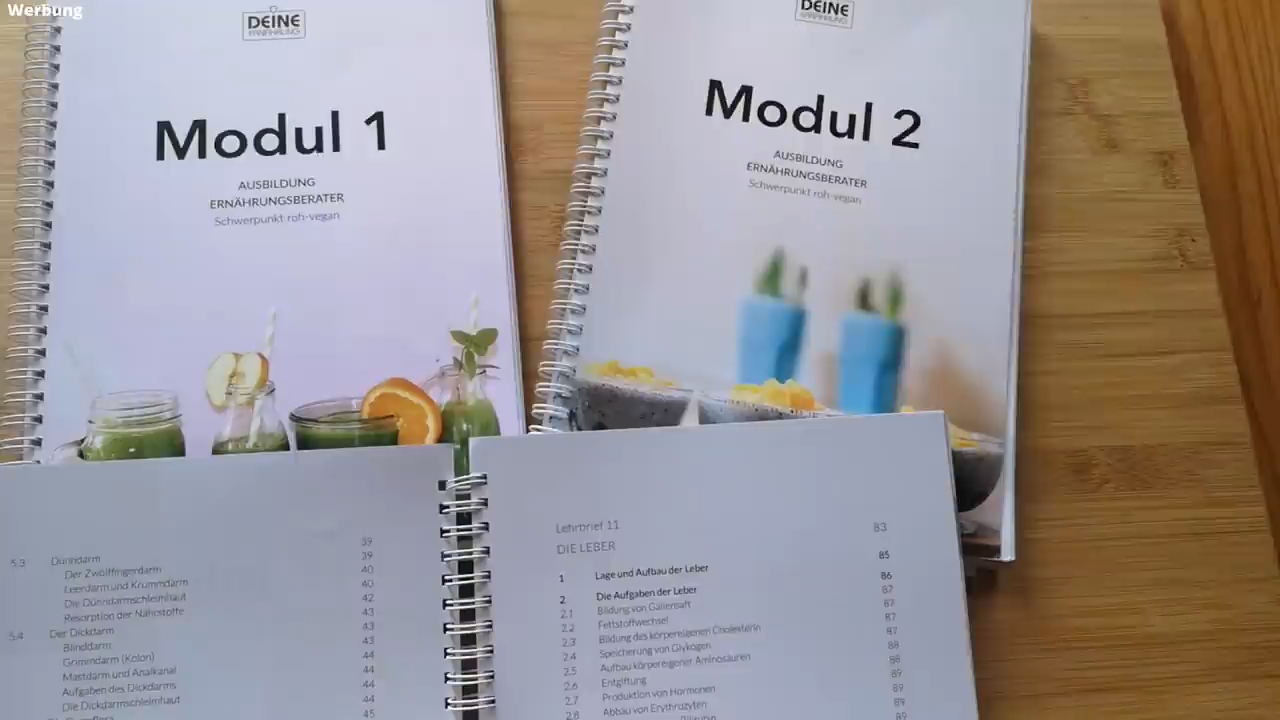 Werbung
DEINE
ERNÄHRUNG
Modul 1
AUSBILDUNG
ERNÄHRUNGSBERATER
Schwerpunkt roh-vegan
DEINE
ERNÄHRUNG
Modul 2
AUSBILDUNG
ERNÄHRUNGSBERATER
Schwerpunkt roh-vegan
39
5.3 Dünndarm 39
Der Zwölffingerdarm 40
Leerdarm und Krummdarm 40
Die Dünndarmschleimhaut 42
Resorption der Nährstoffe 43
5.4 Der Dickdarm 43
Blinddarm 43
Grimmdarm (Kolon) 44
Mastdarm und Analkanal 44
Aufgaben des Dickdarms 44
Die Dickdarmschleimhaut 44
45
Lehrbrief 11 83
DIE LEBER
1 Lage und Aufbau der Leber 85
2 Die Aufgaben der Leber 86
2.1 Bildung von Gallensaft 87
2.2 Fettstoffwechsel 87
2.3 Bildung des körpereigenen Cholesterin 87
2.4 Speicherung von Glykogen 88
2.5 Aufbau körpereigener Aminosäuren 88
2.6 Entgiftung 89
2.7 Produktion von Hormonen 89
2.8 Abbau von Erythrozyten 89
Bilirubin 89